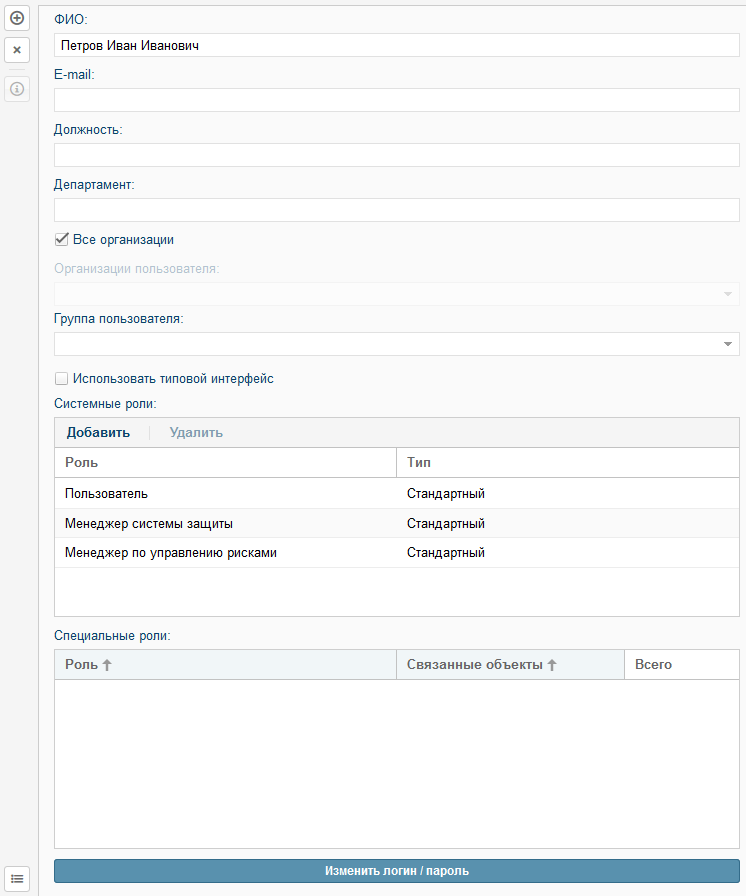 ФИО:
Петров Иван Иванович
E-mail:
Должность:
Департамент:
Все организации
Организации пользователя:
Группа пользователя:
Использовать типовой интерфейс
Системные роли:
Добавить Удалить
Роль Тип
Пользователь Стандартный
Менеджер системы защиты Стандартный
Менеджер по управлению рисками Стандартный
Специальные роли:
Роль Связанные объекты Всего
Изменить логин / пароль